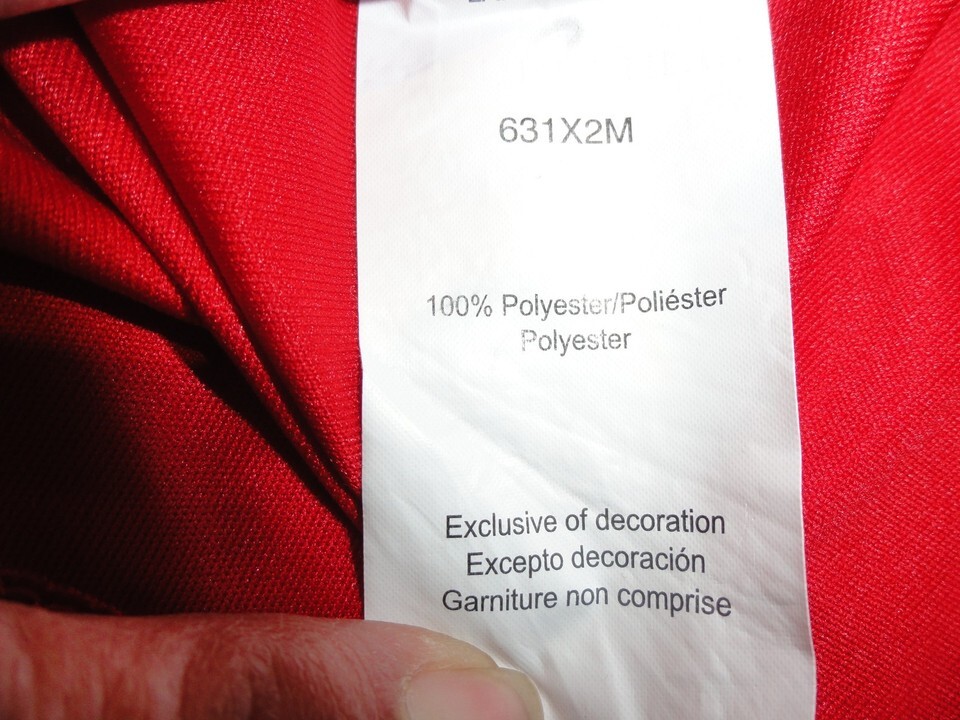 631X2M
100% Polyester/Poliéster
Polyester
Exclusive of decoration
Excepto decoración
Garniture non comprise